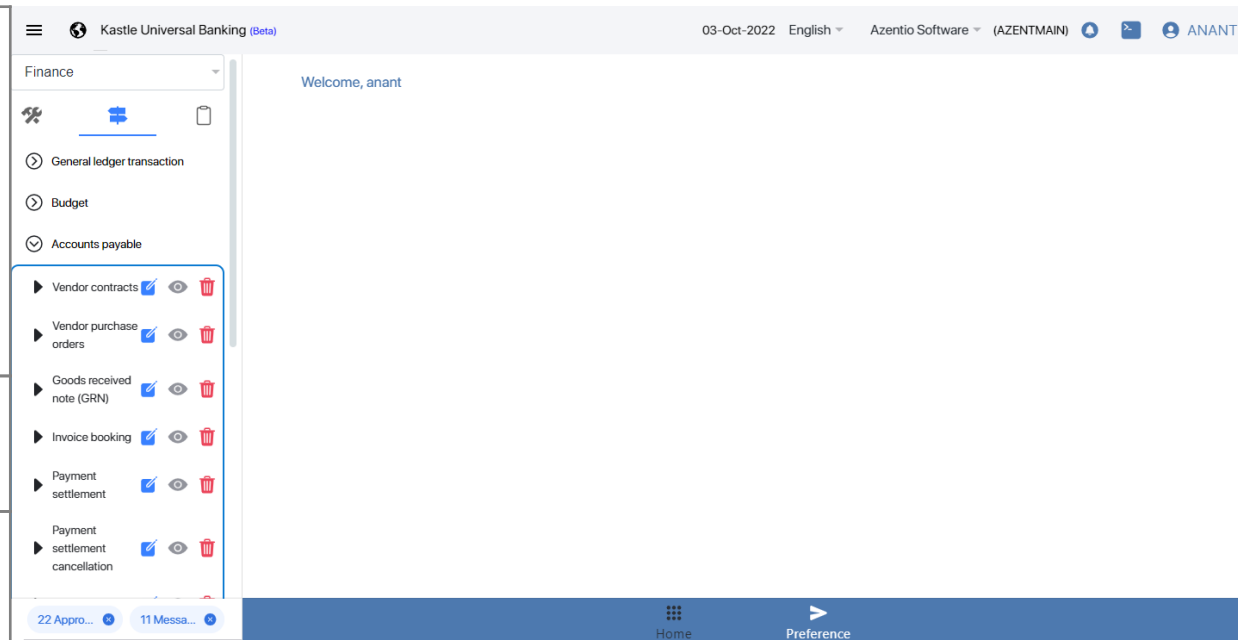 Kastle Universal Banking (Beta)
03-Oct-2022 English Azentio Software (AZENTMAIN) ANANT
Finance
Welcome, anant
General ledger transaction
Budget
Accounts payable
Vendor contracts
Vendor purchase
orders
Goods received
note (GRN)
Invoice booking
Payment
settlement
Payment
settlement
cancellation
22 Appro... 11 Messa...
Home Preference